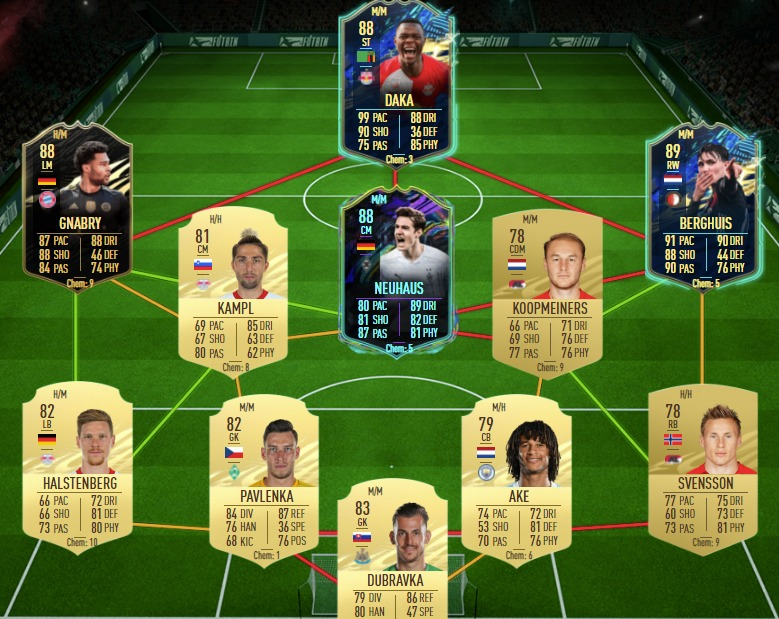 M/M
88
ST
DAKA
99 PAC 88 DRI
90 SHO 36 DEF
75 PAS 85 PHY
Chem: 3
H/M
88
LM
GNABRY
87 PAC 88 DRI
88 SHO 46 DEF
84 PAS 74 PHY
Chem: 9
M/M
89
RW
BERGHUIS
91 PAC 90 DRI
88 SHO 44 DEF
90 PAS 76 PHY
Chem: 5
H/H
81
CM
KAMPL
69 PAC 85 DRI
67 SHO 63 DEF
80 PAS 62 PHY
Chem: 8
M/M
88
CM
NEUHAUS
80 PAC 89 DRI
81 SHO 82 DEF
87 PAS 81 PHY
Chem: 5
M/M
78
CDM
KOOPMEINERS
66 PAC 71 DRI
69 SHO 76 DEF
77 PAS 76 PHY
Chem: 9
H/M
82
LB
HALSTENBERG
66 PAC 72 DRI
66 SHO 81 DEF
73 PAS 80 PHY
Chem: 10
M/M
82
GK
PAVLENKA
84 DIV 87 REF
76 HAN 36 SPE
68 KIC 76 POS
Chem: 1
M/M
83
GK
DUBRAVKA
79 DIV 86 REF
80 HAN 47 SPE
M/H
79
CB
AKE
74 PAC 72 DRI
53 SHO 81 DEF
70 PAS 76 PHY
Chem: 6
H/H
78
RB
SVENSSON
77 PAC 75 DRI
60 SHO 73 DEF
73 PAS 81 PHY
Chem: 9